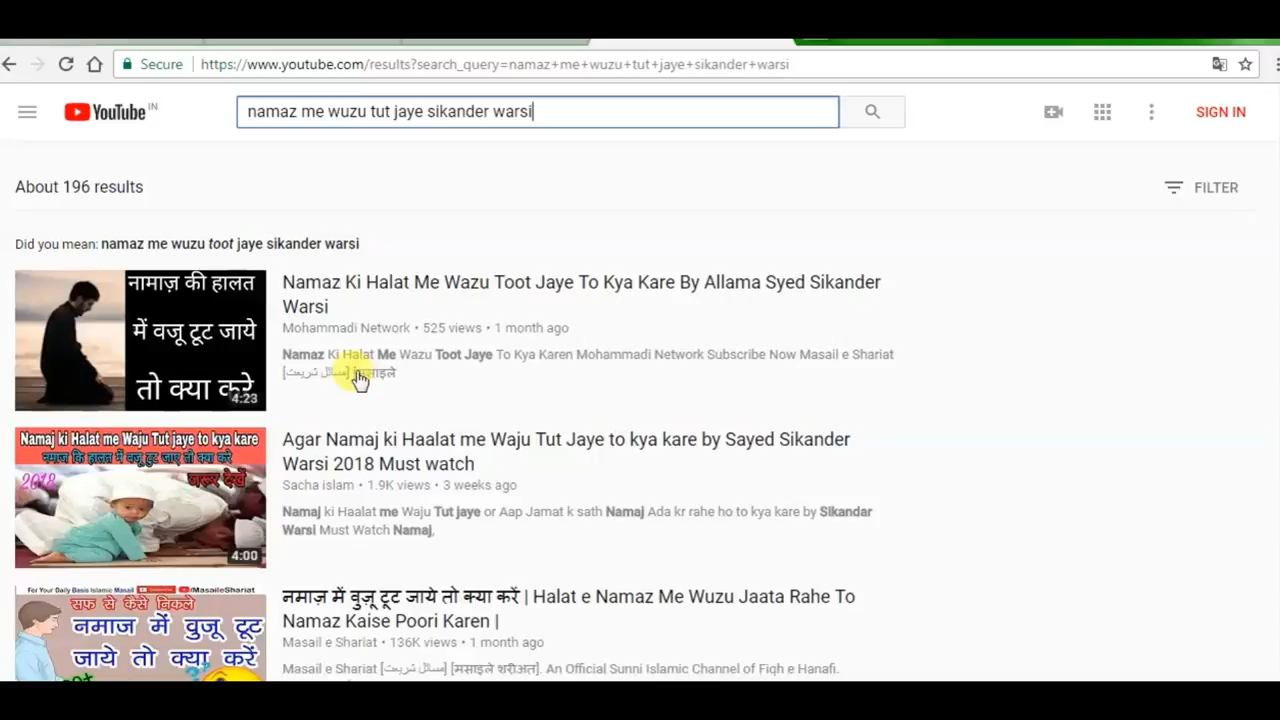 Secure https://www.youtube.com/results?search_query=namaz+me+wuzu+tut+jaye+sikander+warsi
YouTube IN
namaz me wuzu tut jaye sikander warsi
SIGN IN
About 196 results
FILTER
Did you mean: namaz me wuzu toot jaye sikander warsi
नामाज़ की हालत
में वजू टूट जाये
तो क्या करे
4:23
Namaz Ki Halat Me Wazu Toot Jaye To Kya Kare By Allama Syed Sikander
Warsi
Mohammadi Network • 525 views • 1 month ago
Namaz Ki Halat Me Wazu Toot Jaye To Kya Karen Mohammadi Network Subscribe Now Masail e Shariat
[مسائل شریعت]
Namaj ki Halat me Waju Tut jaye to kya kare
नमाज कि हालत में वजू टुट जाए तो क्या करे
2018
जरूर देखें
4:00
Agar Namaj ki Haalat me Waju Tut Jaye to kya kare by Sayed Sikander
Warsi 2018 Must watch
Sacha islam • 1.9K views • 3 weeks ago
Namaj ki Haalat me Waju Tut jaye or Aap Jamat k sath Namaj Ada kr rahe ho to kya kare by Sikandar
Warsi Must Watch Namaj,
For Your Daily Basis Islamic Masail /MasaileShariat
सफ़ से कैसे निकले
नमाज में वुजू टूट
जाये तो क्या करें
नमाज़ में वुज़ू टूट जाये तो क्या करें | Halat e Namaz Me Wuzu Jaata Rahe To
Namaz Kaise Poori Karen |
Masail e Shariat • 136K views • 1 month ago
Masail e Shariat [مسائل شریعت] [मसाइले शरीअत]. An Official Sunni Islamic Channel of Fiqh e Hanafi.